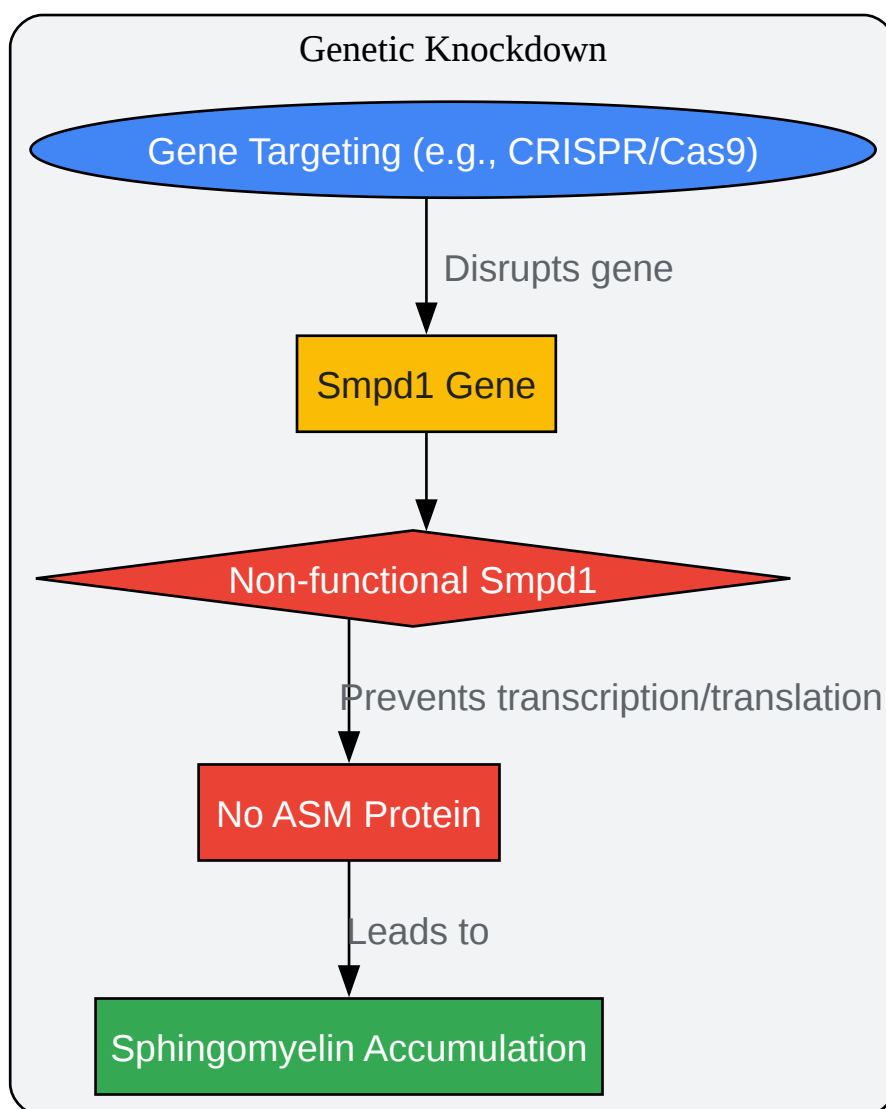 Genetic Knockdown
Gene Targeting (e.g., CRISPR/Cas9)
Disrupts gene
Smpd1 Gene
Non-functional Smpd1
Prevents transcription/translation
No ASM Protein
Leads to
Sphingomyelin Accumulation